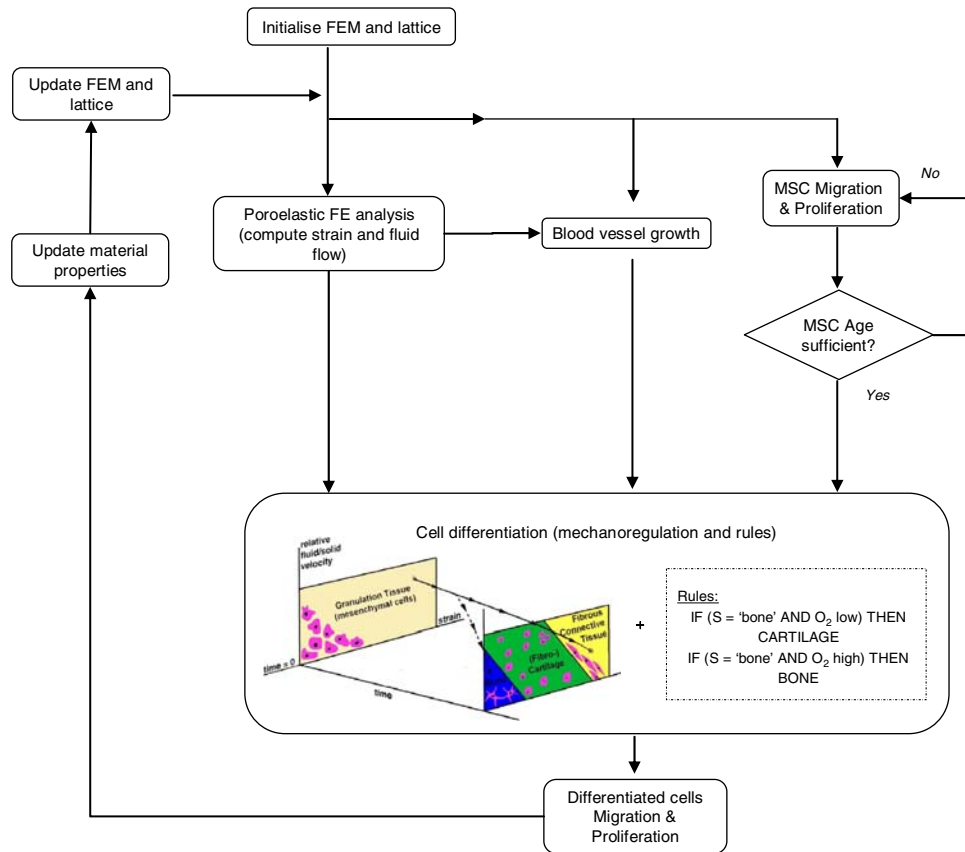 Initialise FEM and lattice
Update FEM and
lattice
No
MSC Migration
& Proliferation
Poroelastic FE analysis
(compute strain and fluid
flow)
Blood vessel growth
Update material
properties
MSC Age
sufficient?
Yes
Cell differentiation (mechanoregulation and rules)
relative
fluid/solid
velocity
Granulation Tissue
(mesenchymal cells)
strain
time = 0
time
(Fibro-)
Cartilage
Fibrous
Connective
Tissue
+
Rules:
IF (S = ‘bone’ AND O₂ low) THEN
CARTILAGE
IF (S = ‘bone’ AND O₂ high) THEN
BONE
Differentiated cells
Migration &
Proliferation